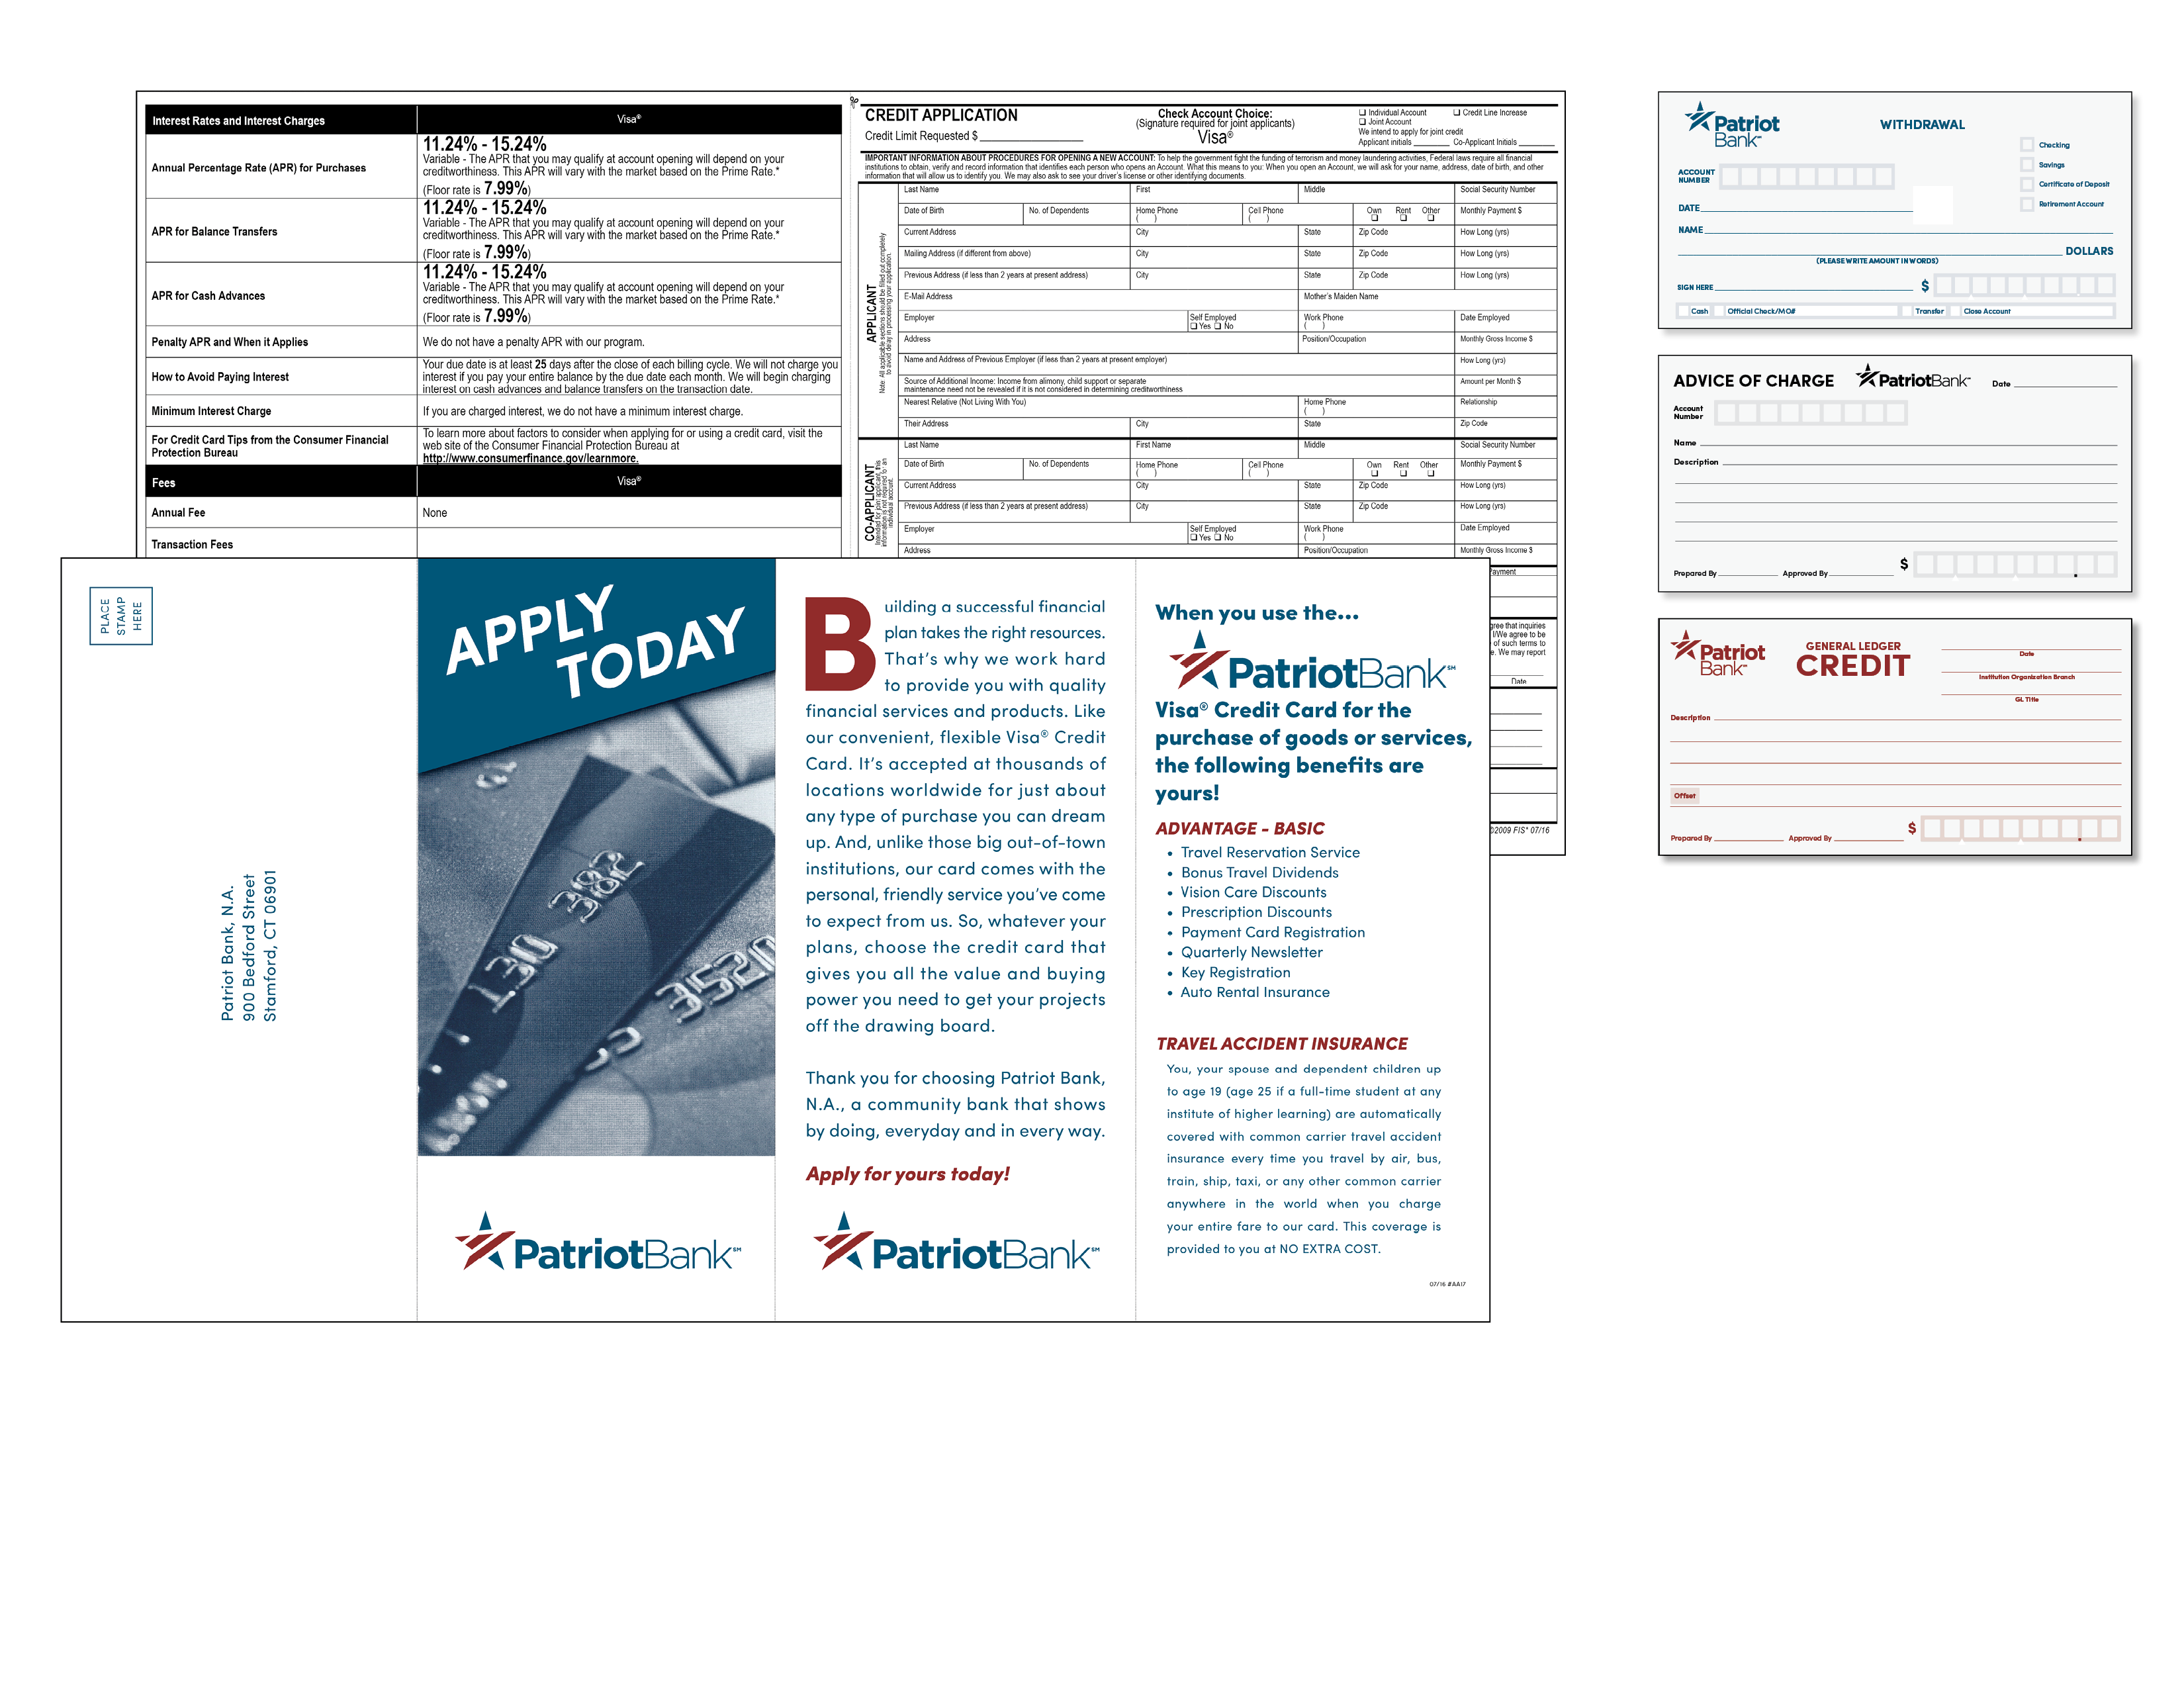 Interest Rates and Interest Charges
Visa®
Annual Percentage Rate (APR) for Purchases
11.24% - 15.24%
Variable - The APR that you may qualify at account opening will depend on your
creditworthiness. This APR will vary with the market based on the Prime Rate.*
(Floor rate is 7.99%)
APR for Balance Transfers
11.24% - 15.24%
Variable - The APR that you may qualify at account opening will depend on your
creditworthiness. This APR will vary with the market based on the Prime Rate.*
(Floor rate is 7.99%)
APR for Cash Advances
11.24% - 15.24%
Variable - The APR that you may qualify at account opening will depend on your
creditworthiness. This APR will vary with the market based on the Prime Rate.*
(Floor rate is 7.99%)
Penalty APR and When it Applies
We do not have a penalty APR with our program.
How to Avoid Paying Interest
Your due date is at least 25 days after the close of each billing cycle. We will not charge you
interest if you pay your entire balance by the due date each month. We will begin charging
interest on cash advances and balance transfers on the transaction date.
Minimum Interest Charge
If you are charged interest, we do not have a minimum interest charge.
For Credit Card Tips from the Consumer Financial
Protection Bureau
To learn more about factors to consider when applying for or using a credit card, visit the
web site of the Consumer Financial Protection Bureau at
http://www.consumerfinance.gov/learnmore.
Fees
Visa®
Annual Fee
None
Transaction Fees
CREDIT APPLICATION
Credit Limit Requested $
Check Account Choice:
(Signature required for joint applicants)
Visa®
Individual Account
Credit Line Increase
Joint Account
We intend to apply for joint credit
Applicant initials Co-Applicant Initials
IMPORTANT INFORMATION ABOUT PROCEDURES FOR OPENING A NEW ACCOUNT: To help the government fight the funding of terrorism and money laundering activities, Federal laws require all financial
institutions to obtain, verify and record information that identifies each person who opens an Account. What this means to you: When you open an Account, we will ask for your name, address, date of birth, and other
information that will allow us to identify you. We may also ask to see your driver's license or other identifying documents.
APPLICANT
Note: All applicable sections should be filled out completely
to avoid delay in processing your application.
Last Name First Middle Social Security Number
Date of Birth No. of Dependents Home Phone ( ) Cell Phone ( ) Own Rent Other Monthly Payment $
Current Address City State Zip Code How Long (yrs)
Mailing Address (if different from above) City State Zip Code How Long (yrs)
Previous Address (if less than 2 years at present address) City State Zip Code How Long (yrs)
E-Mail Address Mother's Maiden Name
Employer Self Employed Yes No Work Phone ( ) Date Employed
Address Position/Occupation Monthly Gross Income $
Name and Address of Previous Employer (if less than 2 years at present employer) How Long (yrs)
Source of Additional Income: Income from alimony, child support or separate
maintenance need not be revealed if it is not considered in determining creditworthiness
Amount per Month $
Nearest Relative (Not Living With You) Home Phone ( ) Relationship
Their Address City State Zip Code
CO-APPLICANT
Intended for joint applicant, this
information is not required for an
individual account.
Last Name First Name Middle Social Security Number
Date of Birth No. of Dependents Home Phone ( ) Cell Phone ( ) Own Rent Other Monthly Payment $
Current Address City State Zip Code How Long (yrs)
Previous Address (if less than 2 years at present address) City State Zip Code How Long (yrs)
Employer Self Employed Yes No Work Phone ( ) Date Employed
Address Position/Occupation Monthly Gross Income $
Payment
gree that inquiries
I/We agree to be
of such terms to
e. We may report
Date
©2009 FIS* 07/16
PLACE
STAMP
HERE
Patriot Bank, N.A.
900 Bedford Street
Stamford, CT 06901
APPLY
TODAY
382
130
3520
PatriotBank℠
Building a successful financial
plan takes the right resources.
That's why we work hard
to provide you with quality
financial services and products. Like
our convenient, flexible Visa® Credit
Card. It's accepted at thousands of
locations worldwide for just about
any type of purchase you can dream
up. And, unlike those big out-of-town
institutions, our card comes with the
personal, friendly service you've come
to expect from us. So, whatever your
plans, choose the credit card that
gives you all the value and buying
power you need to get your projects
off the drawing board.
Thank you for choosing Patriot Bank,
N.A., a community bank that shows
by doing, everyday and in every way.
Apply for yours today!
PatriotBank℠
When you use the...
PatriotBank℠
Visa® Credit Card for the
purchase of goods or services,
the following benefits are
yours!
ADVANTAGE - BASIC
• Travel Reservation Service
• Bonus Travel Dividends
• Vision Care Discounts
• Prescription Discounts
• Payment Card Registration
• Quarterly Newsletter
• Key Registration
• Auto Rental Insurance
TRAVEL ACCIDENT INSURANCE
You, your spouse and dependent children up
to age 19 (age 25 if a full-time student at any
institute of higher learning) are automatically
covered with common carrier travel accident
insurance every time you travel by air, bus,
train, ship, taxi, or any other common carrier
anywhere in the world when you charge
your entire fare to our card. This coverage is
provided to you at NO EXTRA COST.
07/16 #AA17
Patriot
Bank℠
WITHDRAWAL
Checking
Savings
Certificate of Deposit
Retirement Account
ACCOUNT
NUMBER
DATE
NAME
DOLLARS
(PLEASE WRITE AMOUNT IN WORDS)
SIGN HERE $
Cash Official Check/MO# Transfer Close Account
ADVICE OF CHARGE PatriotBank℠ Date
Account
Number
Name
Description
Prepared By Approved By $
Patriot
Bank℠
GENERAL LEDGER
CREDIT
Date
Institution Organization Branch
GL Title
Description
Offset
Prepared By Approved By $